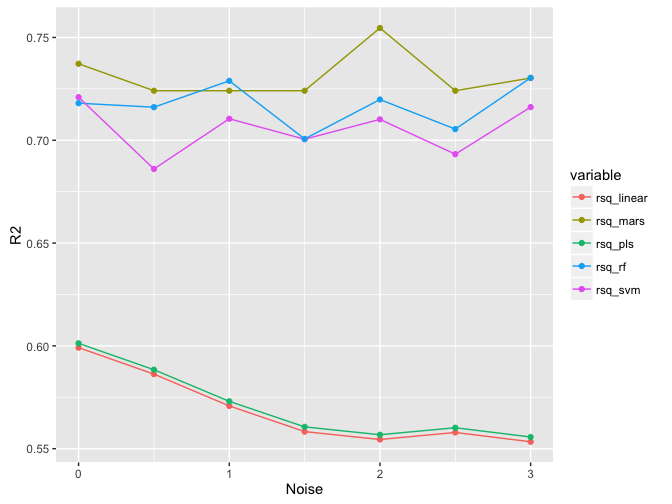 0.75
0.70
0.65
0.60
0.55
R2
0
1
2
3
Noise
variable
rsq_linear
rsq_mars
rsq_pls
rsq_rf
rsq_svm